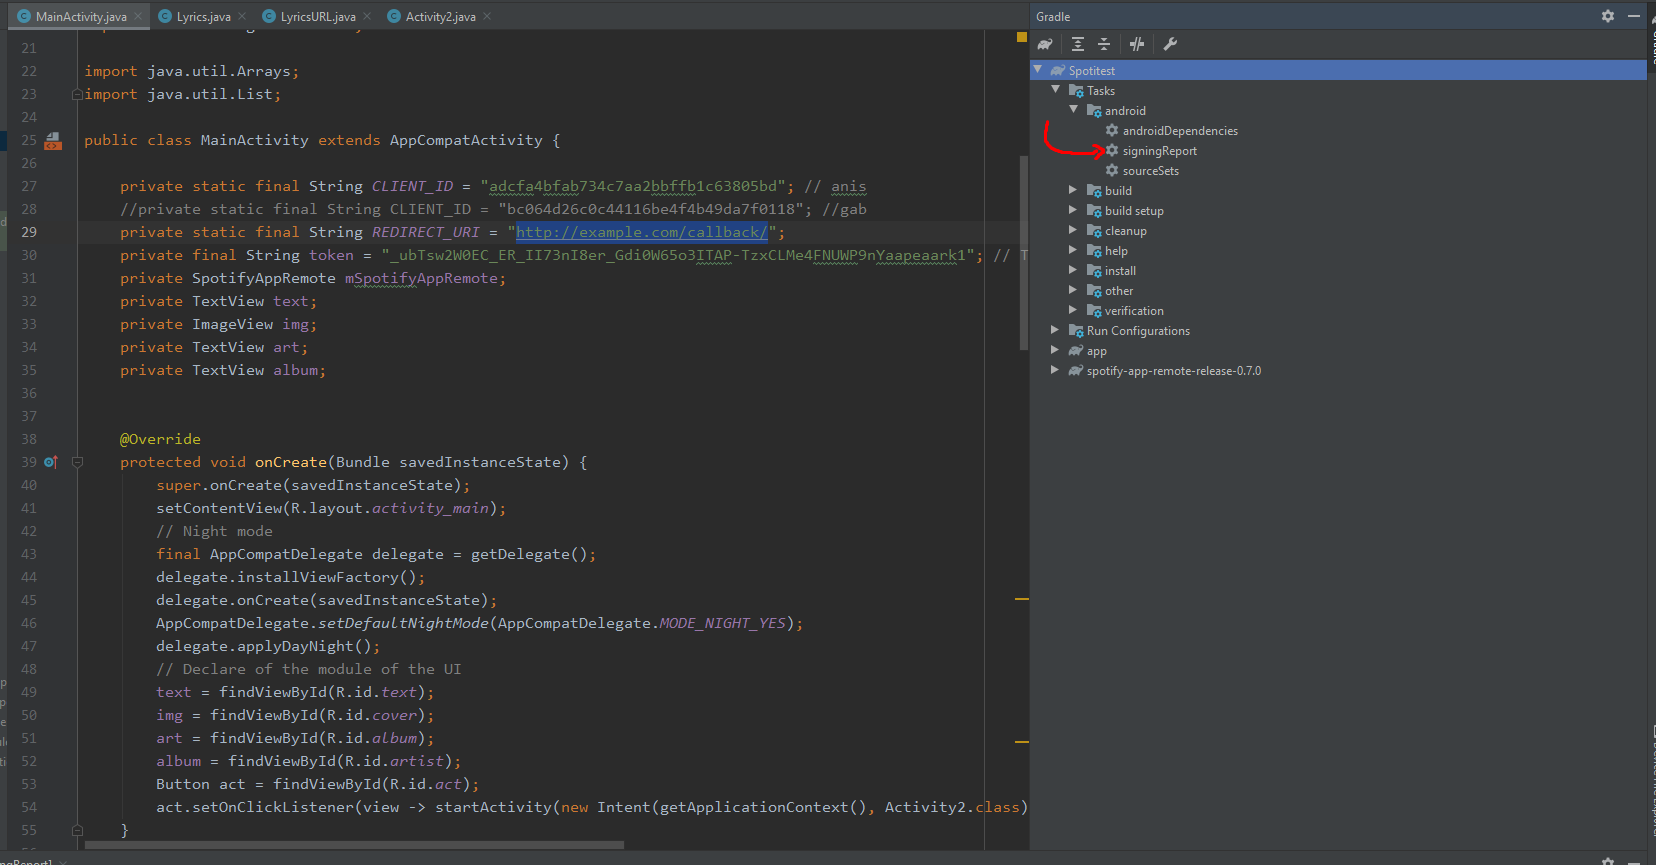 MainActivity.java Lyrics.java LyricsURL.java Activity2.java
21
22 import java.util.Arrays;
23 import java.util.List;
24
25 public class MainActivity extends AppCompatActivity {
26
27 private static final String CLIENT_ID = "adcfa4bfab734c7aa2bbffb1c63805bd"; // anis
28 //private static final String CLIENT_ID = "bc064d26c0c44116be4f4b49da7f0118"; //gab
29 private static final String REDIRECT_URI = "http://example.com/callback/";
30 private final String token = "_ubTsw2W0EC_ER_II73nI8er_Gdi0W65o3ITAP-TzxCLMe4FNUWP9nYaapeaark1"; // T
31 private SpotifyAppRemote mSpotifyAppRemote;
32 private TextView text;
33 private ImageView img;
34 private TextView art;
35 private TextView album;
36
37
38 @Override
39 protected void onCreate(Bundle savedInstanceState) {
40 super.onCreate(savedInstanceState);
41 setContentView(R.layout.activity_main);
42 // Night mode
43 final AppCompatDelegate delegate = getDelegate();
44 delegate.installViewFactory();
45 delegate.onCreate(savedInstanceState);
46 AppCompatDelegate.setDefaultNightMode(AppCompatDelegate.MODE_NIGHT_YES);
47 delegate.applyDayNight();
48 // Declare of the module of the UI
49 text = findViewById(R.id.text);
50 img = findViewById(R.id.cover);
51 art = findViewById(R.id.album);
52 album = findViewById(R.id.artist);
53 Button act = findViewById(R.id.act);
54 act.setOnClickListener(view -> startActivity(new Intent(getApplicationContext(), Activity2.class)
55 }
Gradle
Spotitest
Tasks
android
androidDependencies
signingReport
sourceSets
build
build setup
cleanup
help
install
other
verification
Run Configurations
app
spotify-app-remote-release-0.7.0